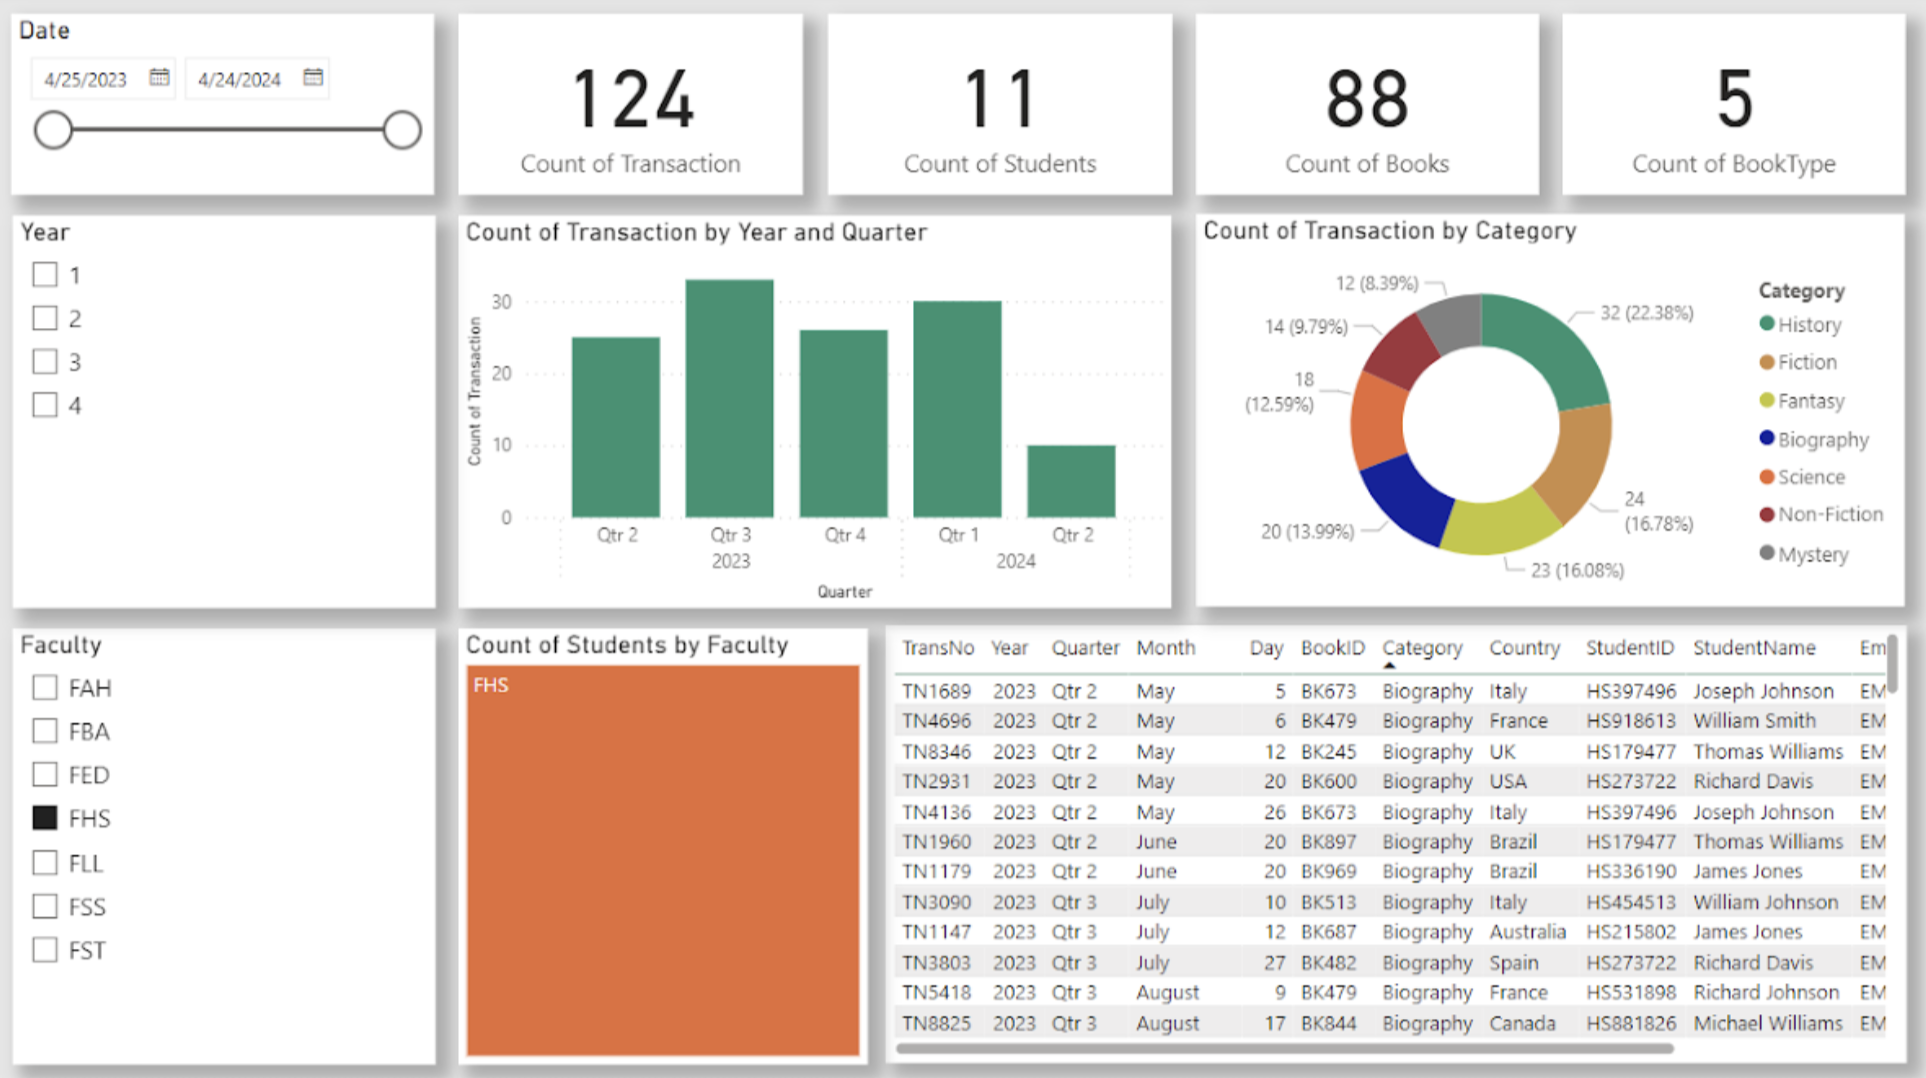 Date
4/25/2023 4/24/2024
124
Count of Transaction
11
Count of Students
88
Count of Books
5
Count of BookType
Year
1
2
3
4
Count of Transaction by Year and Quarter
Count of Transaction
30
20
10
0
Qtr 2 Qtr 3 Qtr 4 Qtr 1 Qtr 2
2023 2024
Quarter
Count of Transaction by Category
12 (8.39%)
14 (9.79%)
18
(12.59%)
20 (13.99%)
32 (22.38%)
24
(16.78%)
23 (16.08%)
Category
History
Fiction
Fantasy
Biography
Science
Non-Fiction
Mystery
Faculty
FAH
FBA
FED
FHS
FLL
FSS
FST
Count of Students by Faculty
FHS
TransNo Year Quarter Month Day BookID Category Country StudentID StudentName Em
TN1689 2023 Qtr 2 May 5 BK673 Biography Italy HS397496 Joseph Johnson EM
TN4696 2023 Qtr 2 May 6 BK479 Biography France HS918613 William Smith EM
TN8346 2023 Qtr 2 May 12 BK245 Biography UK HS179477 Thomas Williams EM
TN2931 2023 Qtr 2 May 20 BK600 Biography USA HS273722 Richard Davis EM
TN4136 2023 Qtr 2 May 26 BK673 Biography Italy HS397496 Joseph Johnson EM
TN1960 2023 Qtr 2 June 20 BK897 Biography Brazil HS179477 Thomas Williams EM
TN1179 2023 Qtr 2 June 20 BK969 Biography Brazil HS336190 James Jones EM
TN3090 2023 Qtr 3 July 10 BK513 Biography Italy HS454513 William Johnson EM
TN1147 2023 Qtr 3 July 12 BK687 Biography Australia HS215802 James Jones EM
TN3803 2023 Qtr 3 July 27 BK482 Biography Spain HS273722 Richard Davis EM
TN5418 2023 Qtr 3 August 9 BK479 Biography France HS531898 Richard Johnson EM
TN8825 2023 Qtr 3 August 17 BK844 Biography Canada HS881826 Michael Williams EM